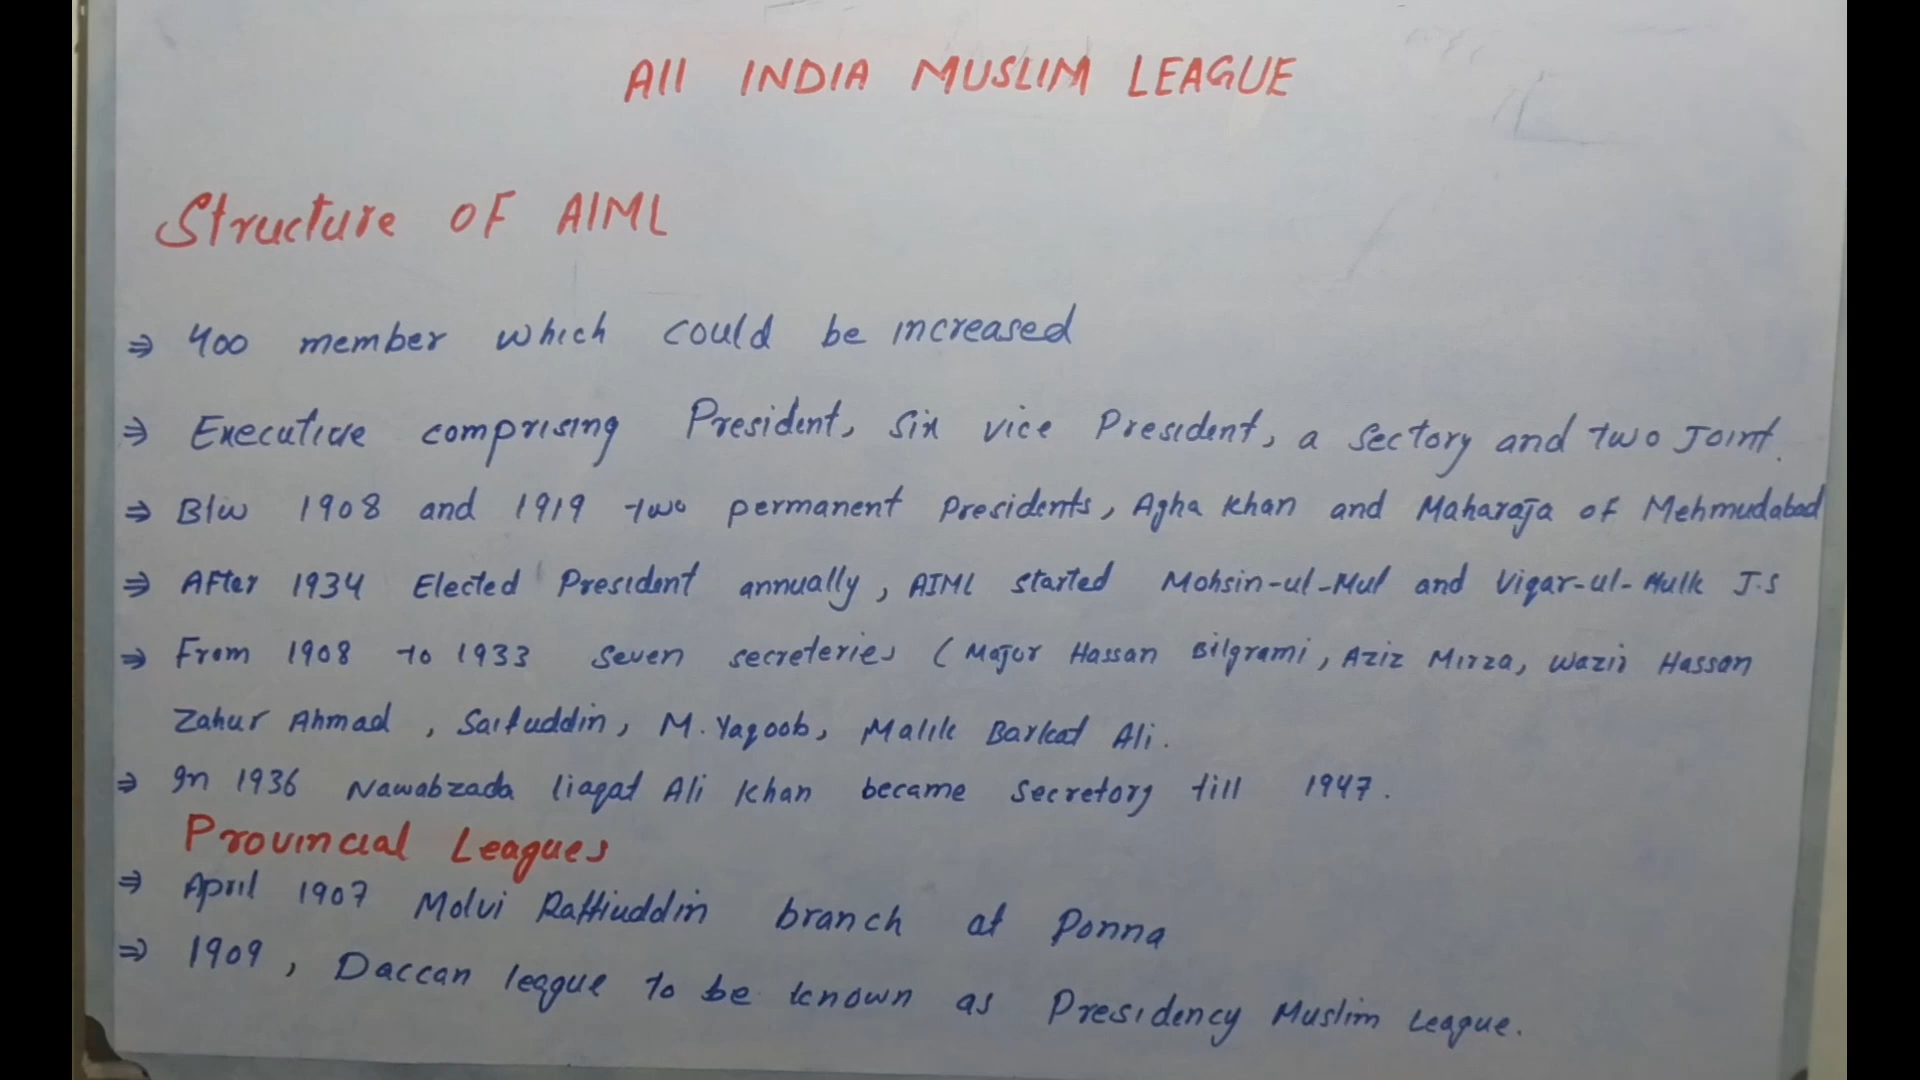 All INDIA MUSLIM LEAGUE
Structure OF AIML
⇒ 400 member which could be increased
⇒ Executive comprising President, Six vice President, a Sectory and two Joint.
⇒ B/w 1908 and 1919 two permanent Presidents, Agha Khan and Maharaja of Mehmudabad
⇒ After 1934 Elected President annually, AIML started Mohsin-ul-Mul and Viqar-ul-Mulk J.S
⇒ From 1908 to 1933 seven secreteries (Major Hassan Bilgrami, Aziz Mirza, Wazir Hassan
Zahur Ahmad, Saifuddin, M. Yaqoob, Malik Barkat Ali.
⇒ In 1936 Nawabzada liaqat Ali Khan became Secretory till 1947.
Provincial Leagues
⇒ April 1907 Molvi Raffiuddin branch at Ponna
⇒ 1909, Daccan league to be known as Presidency Muslim League.